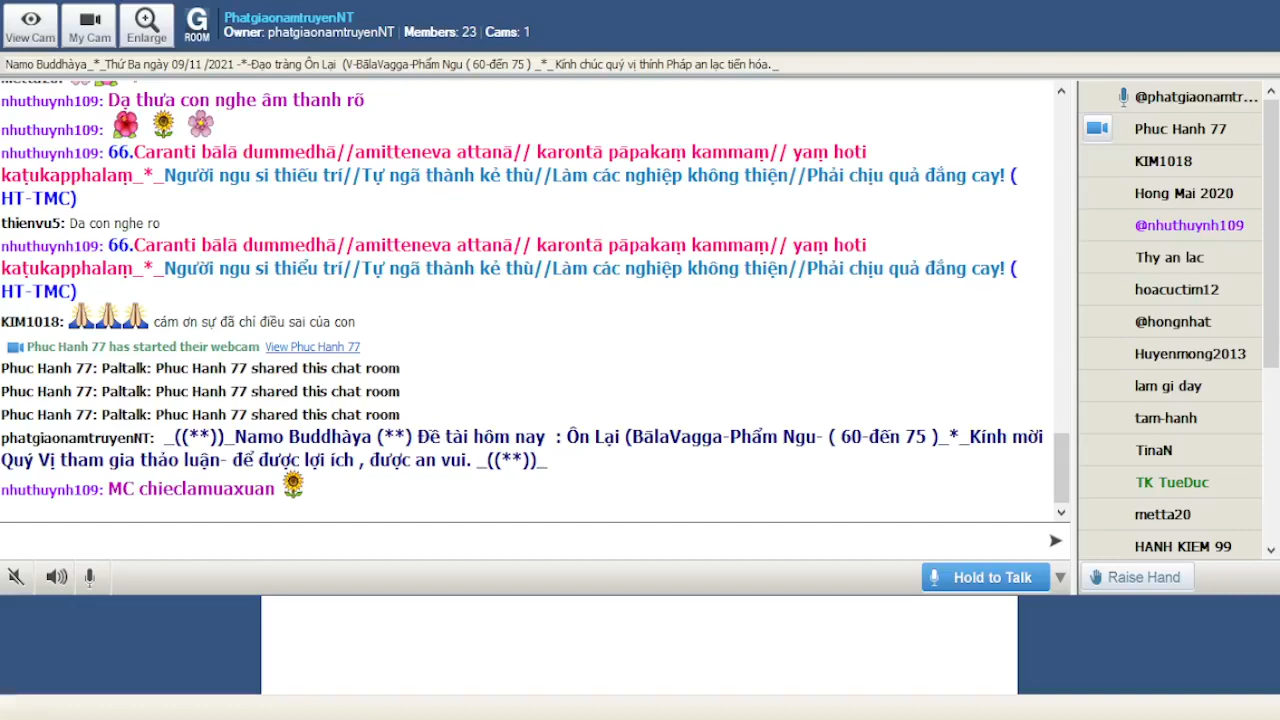 View Cam
My Cam
Enlarge
G ROOM
PhatgiaonamtruyenNT
Owner: phatgiaonamtruyenNT | Members: 23 | Cams: 1
Namo Buddhàya_*_Thứ Ba ngày 09/11 /2021 -*-Đạo tràng Ôn Lại (V-BālaVagga-Phẩm Ngu ( 60-đến 75 ) _*_Kính chúc quý vị thính Pháp an lạc tiến hóa._
nhuthuynh109: Dạ thưa con nghe âm thanh rõ
nhuthuynh109:
nhuthuynh109: 66.Caranti bālā dummedhā//amitteneva attanā// karontā pāpakaṃ kammaṃ// yaṃ hoti
kaṭukapphalaṃ_*_Người ngu si thiếu trí//Tự ngã thành kẻ thù//Làm các nghiệp không thiện//Phải chịu quả đắng cay! (
HT-TMC)
thienvu5: Da con nghe ro
nhuthuynh109: 66.Caranti bālā dummedhā//amitteneva attanā// karontā pāpakaṃ kammaṃ// yaṃ hoti
kaṭukapphalaṃ_*_Người ngu si thiểu trí//Tự ngã thành kẻ thù//Làm các nghiệp không thiện//Phải chịu quả đắng cay! (
HT-TMC)
KIM1018: cám ơn sự đã chỉ điều sai của con
Phuc Hanh 77 has started their webcam View Phuc Hanh 77
Phuc Hanh 77: Paltalk: Phuc Hanh 77 shared this chat room
Phuc Hanh 77: Paltalk: Phuc Hanh 77 shared this chat room
Phuc Hanh 77: Paltalk: Phuc Hanh 77 shared this chat room
phatgiaonamtruyenNT: _((**))_Namo Buddhàya (**) Đề tài hôm nay : Ôn Lại (BālaVagga-Phẩm Ngu- ( 60-đến 75 )_*_Kính mời
Quý Vị tham gia thảo luận- để được lợi ích , được an vui. _((**))_
nhuthuynh109: MC chieclamuaxuan
Hold to Talk
@phatgiaonamtr...
Phuc Hanh 77
KIM1018
Hong Mai 2020
@nhuthuynh109
Thy an lac
hoacuctim12
@hongnhat
Huyenmong2013
lam gi day
tam-hanh
TinaN
TK TueDuc
metta20
HANH KIEM 99
Raise Hand